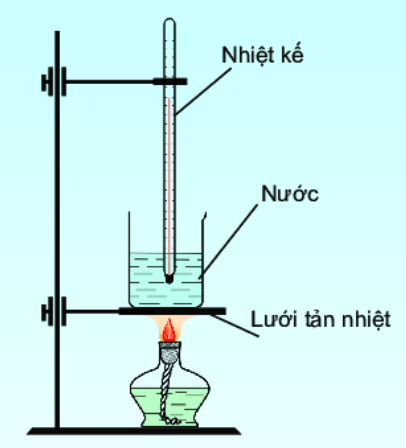 Nhiệt kế
Nước
Lưới tản nhiệt